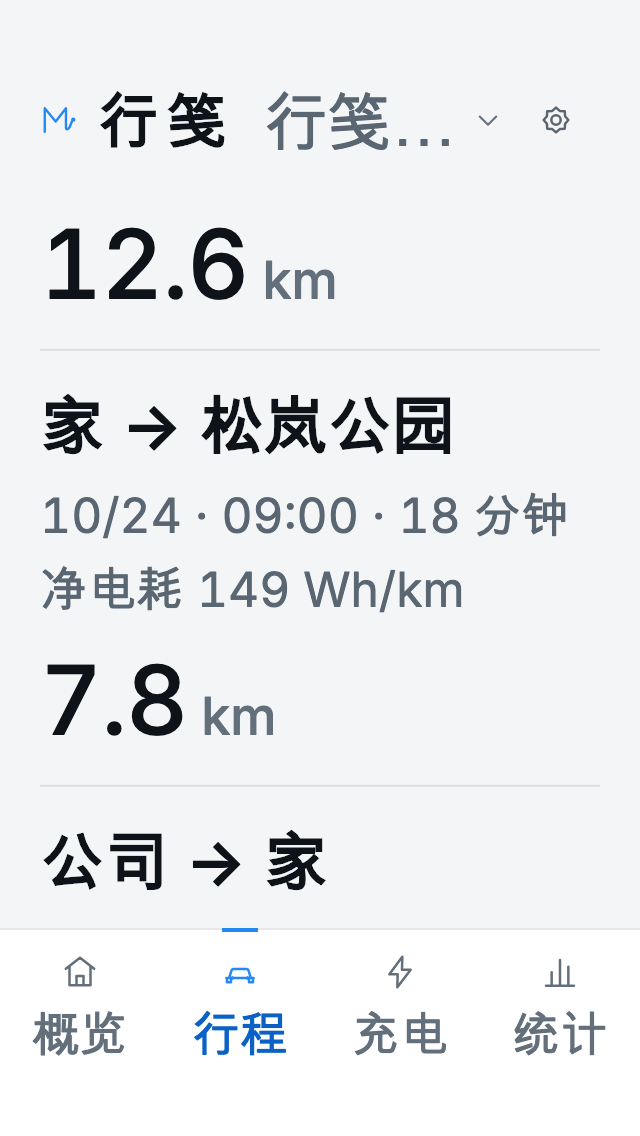 行笺 行笺...
12.6 km
家 → 松岚公园
10/24 · 09:00 · 18 分钟
净电耗 149 Wh/km
7.8 km
公司 → 家
概览 行程 充电 统计